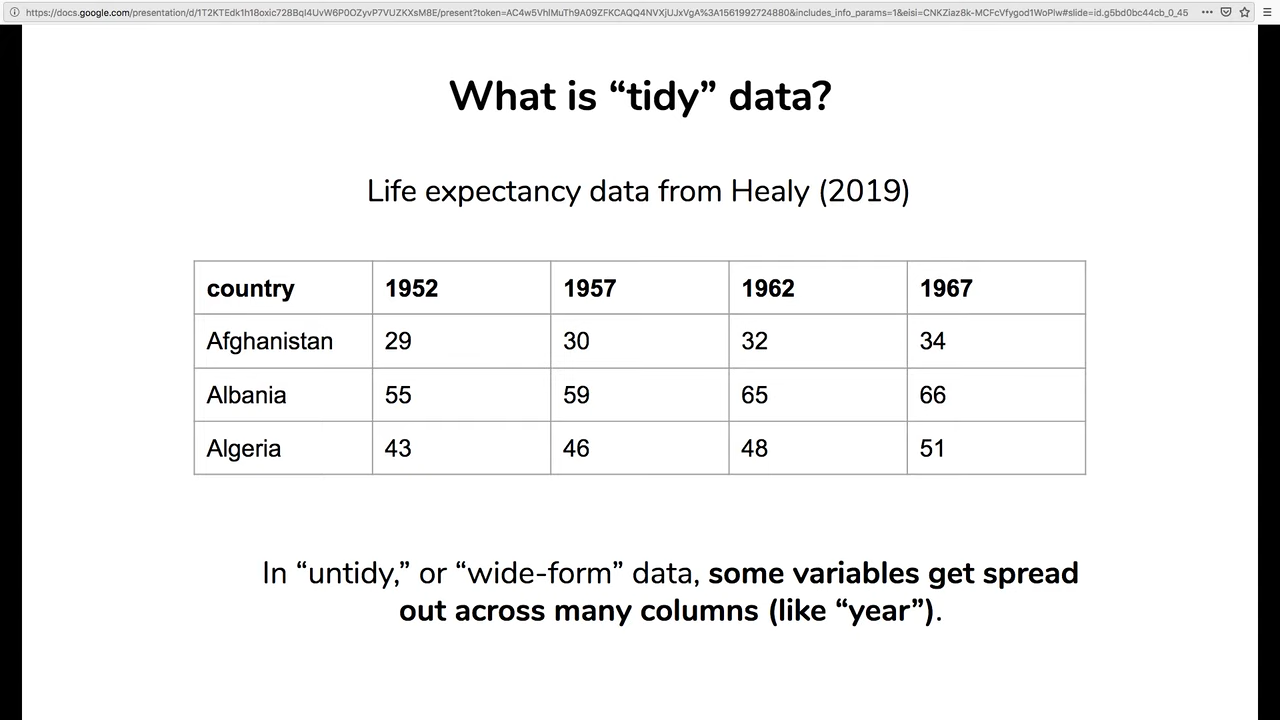 https://docs.google.com/presentation/d/1T2KTEdk1h18oxic728BqI4UvW6P0OZyvP7VUZKXsM8E/present?token=AC4w5VhlMuTh9A09ZFKCAQQ4NVXjUJxVgA%3A1561992724880&includes_info_params=1&eisi=CNKZiaz8k-MCFcVfygod1WoPlw#slide=id.g5bd0bc44cb_0_45
What is “tidy” data?
Life expectancy data from Healy (2019)
country 1952 1957 1962 1967
Afghanistan 29 30 32 34
Albania 55 59 65 66
Algeria 43 46 48 51
In “untidy,” or “wide-form” data, some variables get spread
out across many columns (like “year”).